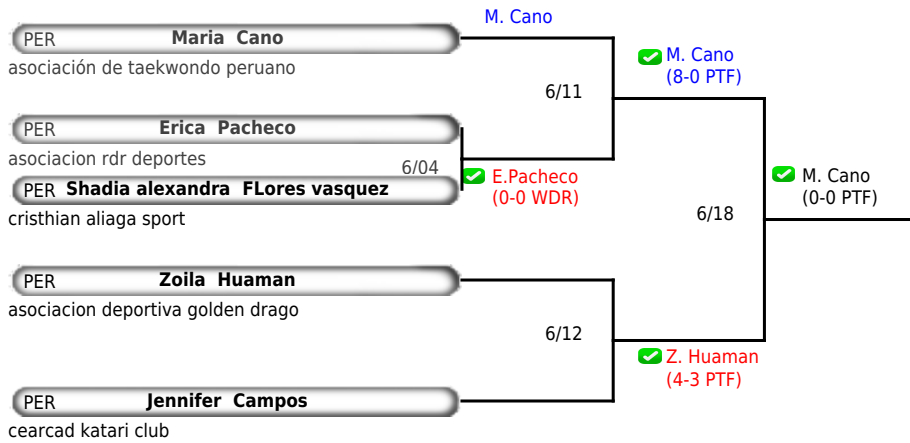 M. Cano
PER Maria Cano
asociación de taekwondo peruano
M. Cano
(8-0 PTF)
6/11
PER Erica Pacheco
asociacion rdr deportes
6/04
E.Pacheco
(0-0 WDR)
PER Shadia alexandra FLores vasquez
cristhian aliaga sport
M. Cano
(0-0 PTF)
6/18
PER Zoila Huaman
asociacion deportiva golden drago
6/12
Z. Huaman
(4-3 PTF)
PER Jennifer Campos
cearcad katari club